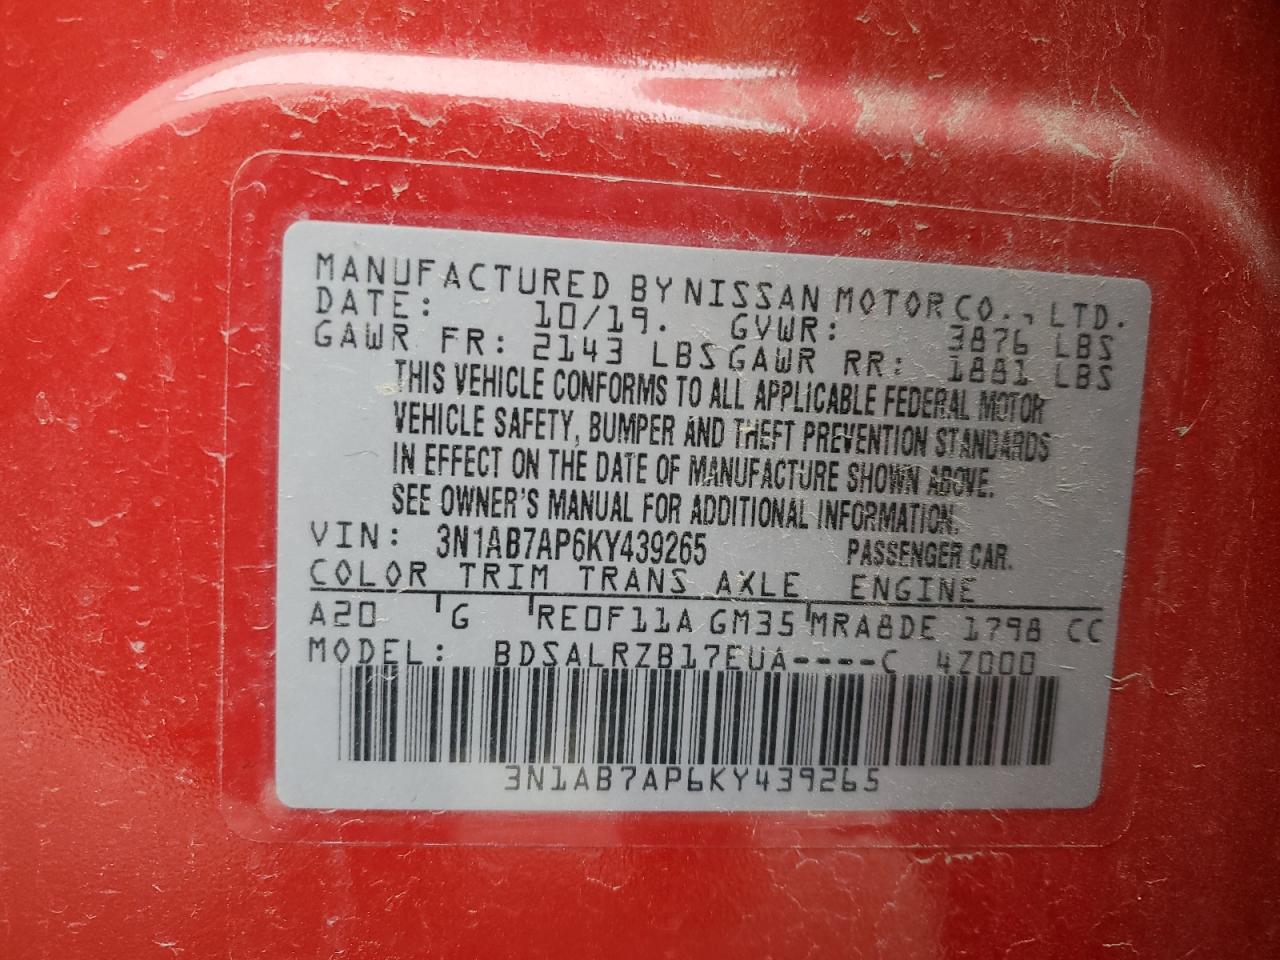 MANUFACTURED BY NISSAN MOTOR CO., LTD.
DATE: 10/19. GVWR: 3876 LBS
GAWR FR: 2143 LBS GAWR RR: 1881 LBS
THIS VEHICLE CONFORMS TO ALL APPLICABLE FEDERAL MOTOR
VEHICLE SAFETY, BUMPER AND THEFT PREVENTION STANDARDS
IN EFFECT ON THE DATE OF MANUFACTURE SHOWN ABOVE.
SEE OWNER'S MANUAL FOR ADDITIONAL INFORMATION.
VIN: 3N1AB7AP6KY439265 PASSENGER CAR.
COLOR TRIM TRANS AXLE ENGINE
A20 G RE0F11A GM35 MRA8DE 1798 CC
MODEL: BDSALRZB17EUA----C 4Z000
3N1AB7AP6KY439265